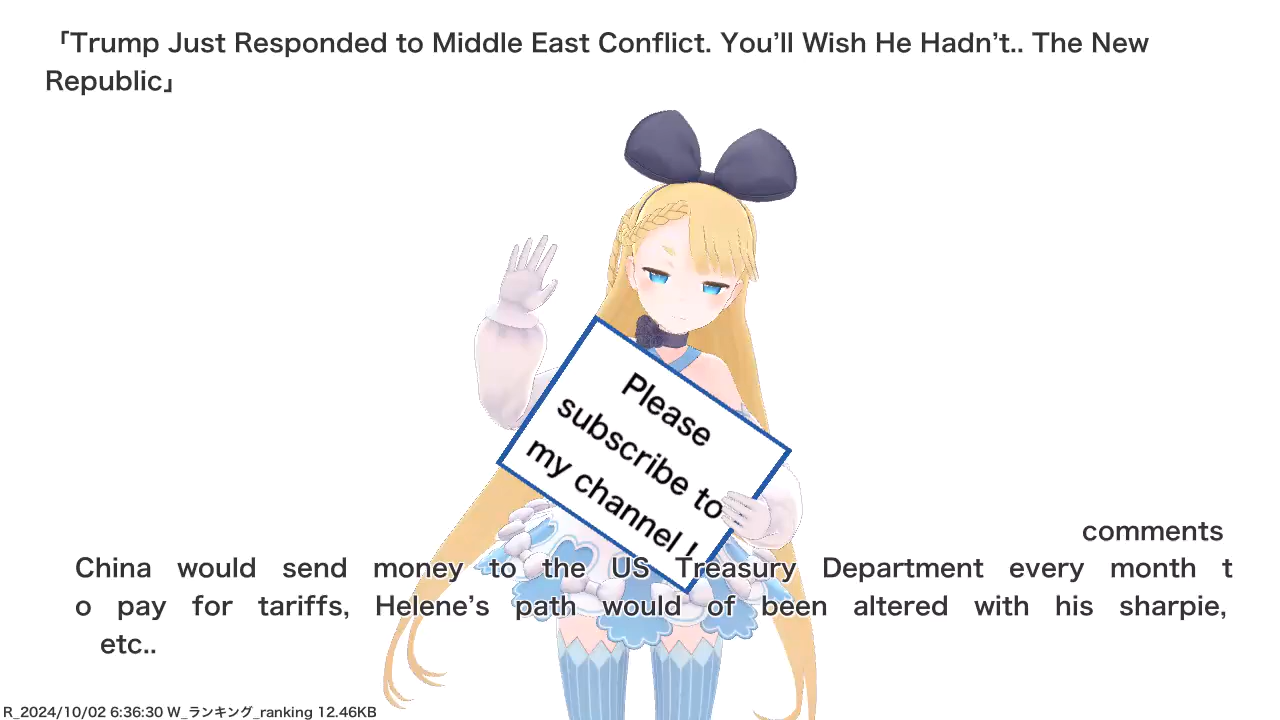 「Trump Just Responded to Middle East Conflict. You’ll Wish He Hadn’t.. The New
Republic」
Please
subscribe to
my channel !
comments
China would send money to the US Treasury Department every month t
o pay for tariffs, Helene’s path would of been altered with his sharpie,
etc..
R_2024/10/02 6:36:30 W_ランキング_ranking 12.46KB